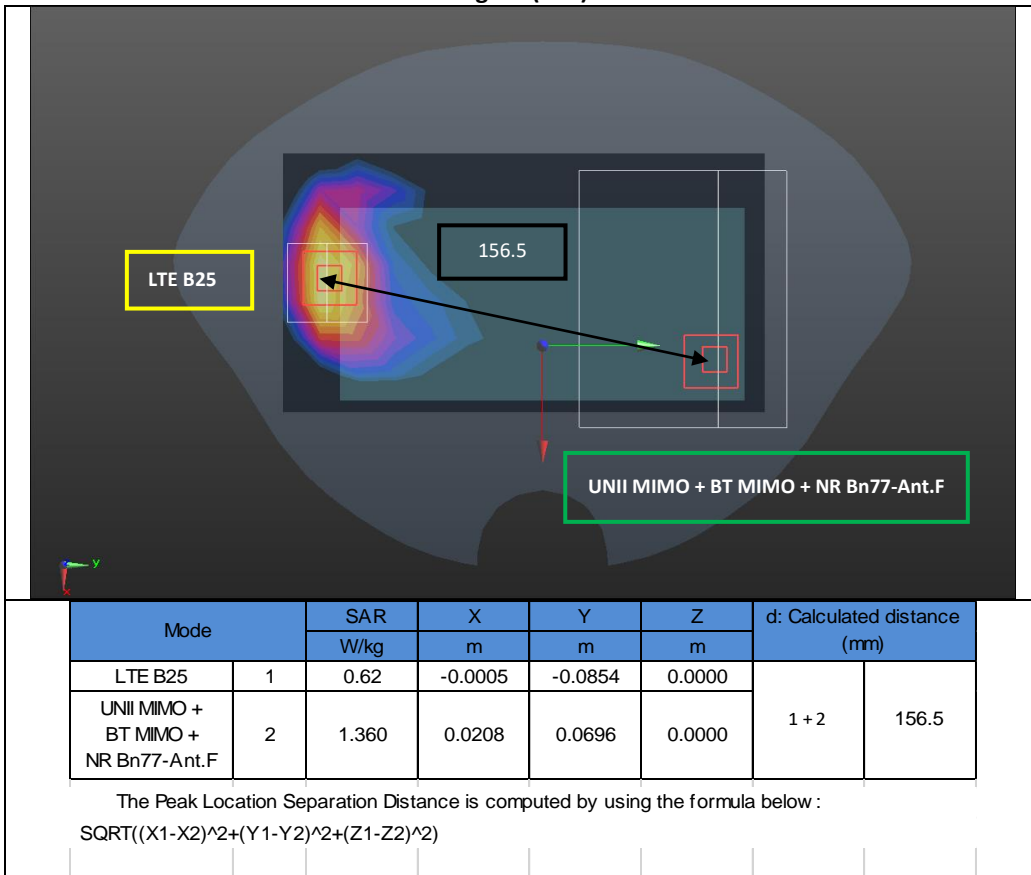 156.5
LTE B25
UNII MIMO + BT MIMO + NR Bn77-Ant.F
y
x
Mode SAR X Y Z d: Calculated distance (mm)
W/kg m m m
LTE B25 1 0.62 -0.0005 -0.0854 0.0000
UNII MIMO +
BT MIMO +
NR Bn77-Ant.F
2 1.360 0.0208 0.0696 0.0000
1 + 2 156.5
The Peak Location Separation Distance is computed by using the formula below :
SQRT((X1-X2)^2+(Y1-Y2)^2+(Z1-Z2)^2)